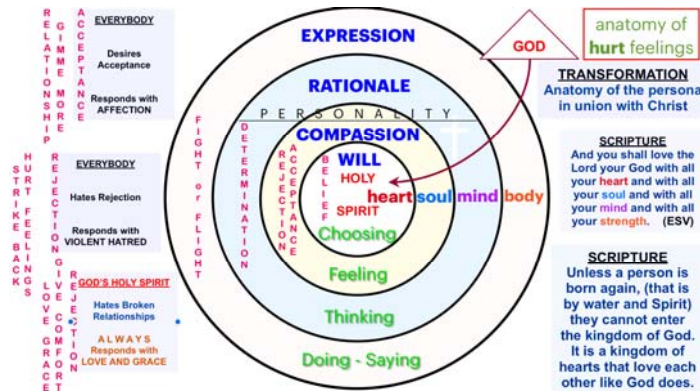 EVERYBODY
Desires
Acceptance
Responds with
AFFECTION
RELATIONSHIP
GIMME MORE
ACCEPTANCE
EVERYBODY
Hates Rejection
Responds with
VIOLENT HATRED
STRIKE BACK
HURT FEELINGS
REJECTION
GOD'S HOLY SPIRIT
Hates Broken
Relationships
ALWAYS
Responds with
LOVE AND GRACE
LOVE GRACE
GIVE COMFORT
REJECTION
EXPRESSION
RATIONALE
PERSONALITY
COMPASSION
WILL
HOLY
SPIRIT
heart soul mind body
Choosing
Feeling
Thinking
Doing - Saying
FIGHT or FLIGHT
DETERMINATION
REJECTION
ACCEPTANCE
BELIEF
GOD
anatomy of
hurt feelings
TRANSFORMATION
Anatomy of the persona
in union with Christ
SCRIPTURE
And you shall love the
Lord your God with all
your heart and with all
your soul and with all
your mind and with all
your strength. (ESV)
SCRIPTURE
Unless a person is
born again, (that is
by water and Spirit)
they cannot enter
the kingdom of God.
It is a kingdom of
hearts that love each
other like God does.